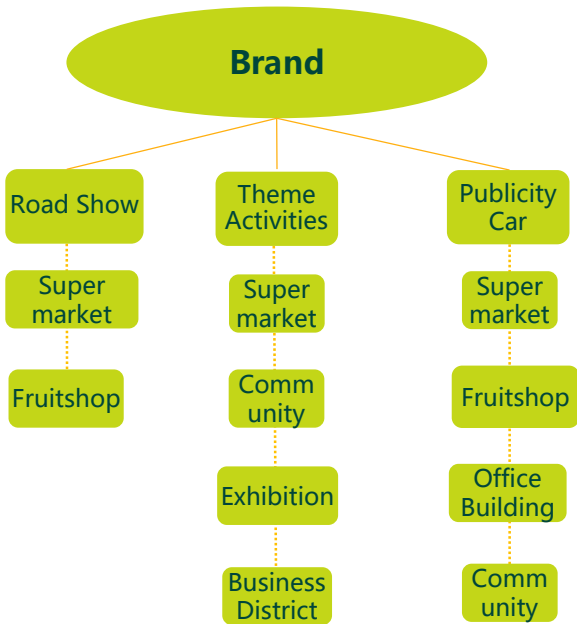 Brand
Road Show
Super
market
Fruitshop
Theme
Activities
Super
market
Comm
unity
Exhibition
Business
District
Publicity
Car
Super
market
Fruitshop
Office
Building
Comm
unity